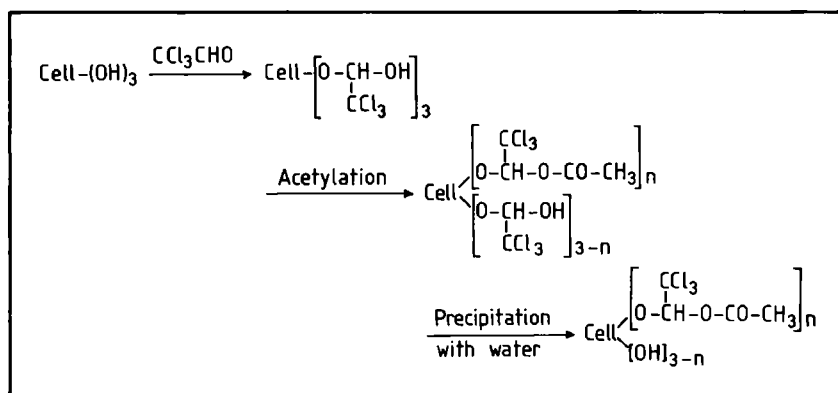 CCl₃CHO
Cell-(OH)₃ Cell-[O-CH-OH]₃
CCl₃
CCl₃
Acetylation Cell [O-CH-O-CO-CH₃]n
[O-CH-OH]₃₋n
CCl₃
CCl₃
Precipitation [O-CH-O-CO-CH₃]n
with water Cell [OH]₃₋n